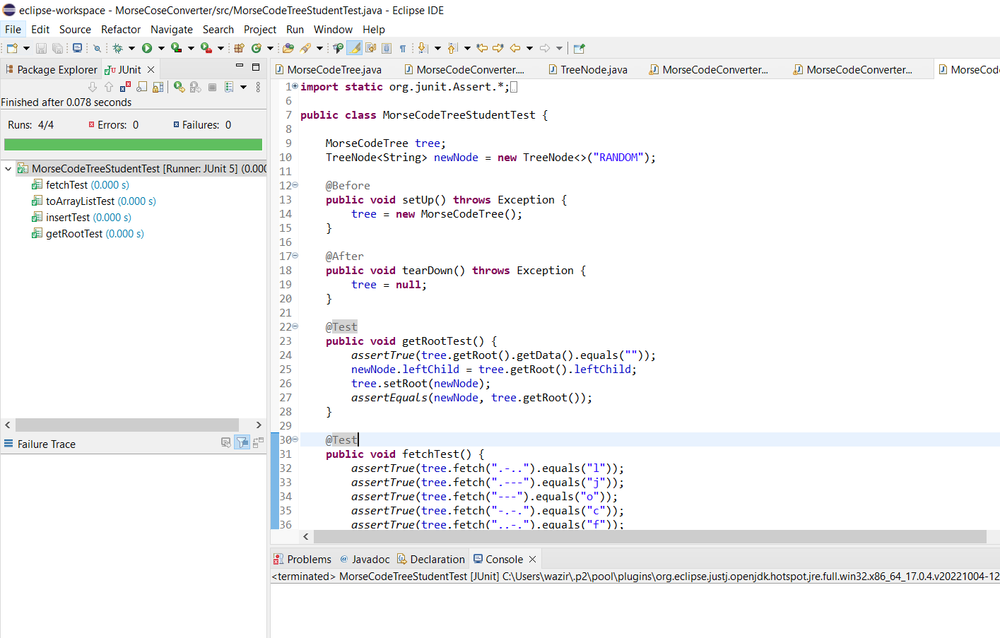 eclipse-workspace - MorseCoseConverter/src/MorseCodeTreeStudentTest.java - Eclipse IDE
File Edit Source Refactor Navigate Search Project Run Window Help
Package Explorer JUnit
Finished after 0.078 seconds
Runs: 4/4 Errors: 0 Failures: 0
MorseCodeTreeStudentTest [Runner: JUnit 5] (0.000
fetchTest (0.000 s)
toArrayListTest (0.000 s)
insertTest (0.000 s)
getRootTest (0.000 s)
Failure Trace
MorseCodeTree.java MorseCodeConverter.... TreeNode.java MorseCodeConverter... MorseCodeConverter... MorseCod
1 import static org.junit.Assert.*;
6
7 public class MorseCodeTreeStudentTest {
8
9 MorseCodeTree tree;
10 TreeNode<String> newNode = new TreeNode<>("RANDOM");
11
12 @Before
13 public void setUp() throws Exception {
14 tree = new MorseCodeTree();
15 }
16
17 @After
18 public void tearDown() throws Exception {
19 tree = null;
20 }
21
22 @Test
23 public void getRootTest() {
24 assertTrue(tree.getRoot().getData().equals(""));
25 newNode.leftChild = tree.getRoot().leftChild;
26 tree.setRoot(newNode);
27 assertEquals(newNode, tree.getRoot());
28 }
29
30 @Test
31 public void fetchTest() {
32 assertTrue(tree.fetch(".-..").equals("l"));
33 assertTrue(tree.fetch(".---").equals("j"));
34 assertTrue(tree.fetch("---").equals("o"));
35 assertTrue(tree.fetch("-.-.").equals("c"));
36 assertTrue(tree.fetch("..-.").equals("f"));
Problems Javadoc Declaration Console
<terminated> MorseCodeTreeStudentTest [JUnit] C:\Users\wazir\.p2\pool\plugins\org.eclipse.justj.openjdk.hotspot.jre.full.win32.x86_64_17.0.4.v20221004-12